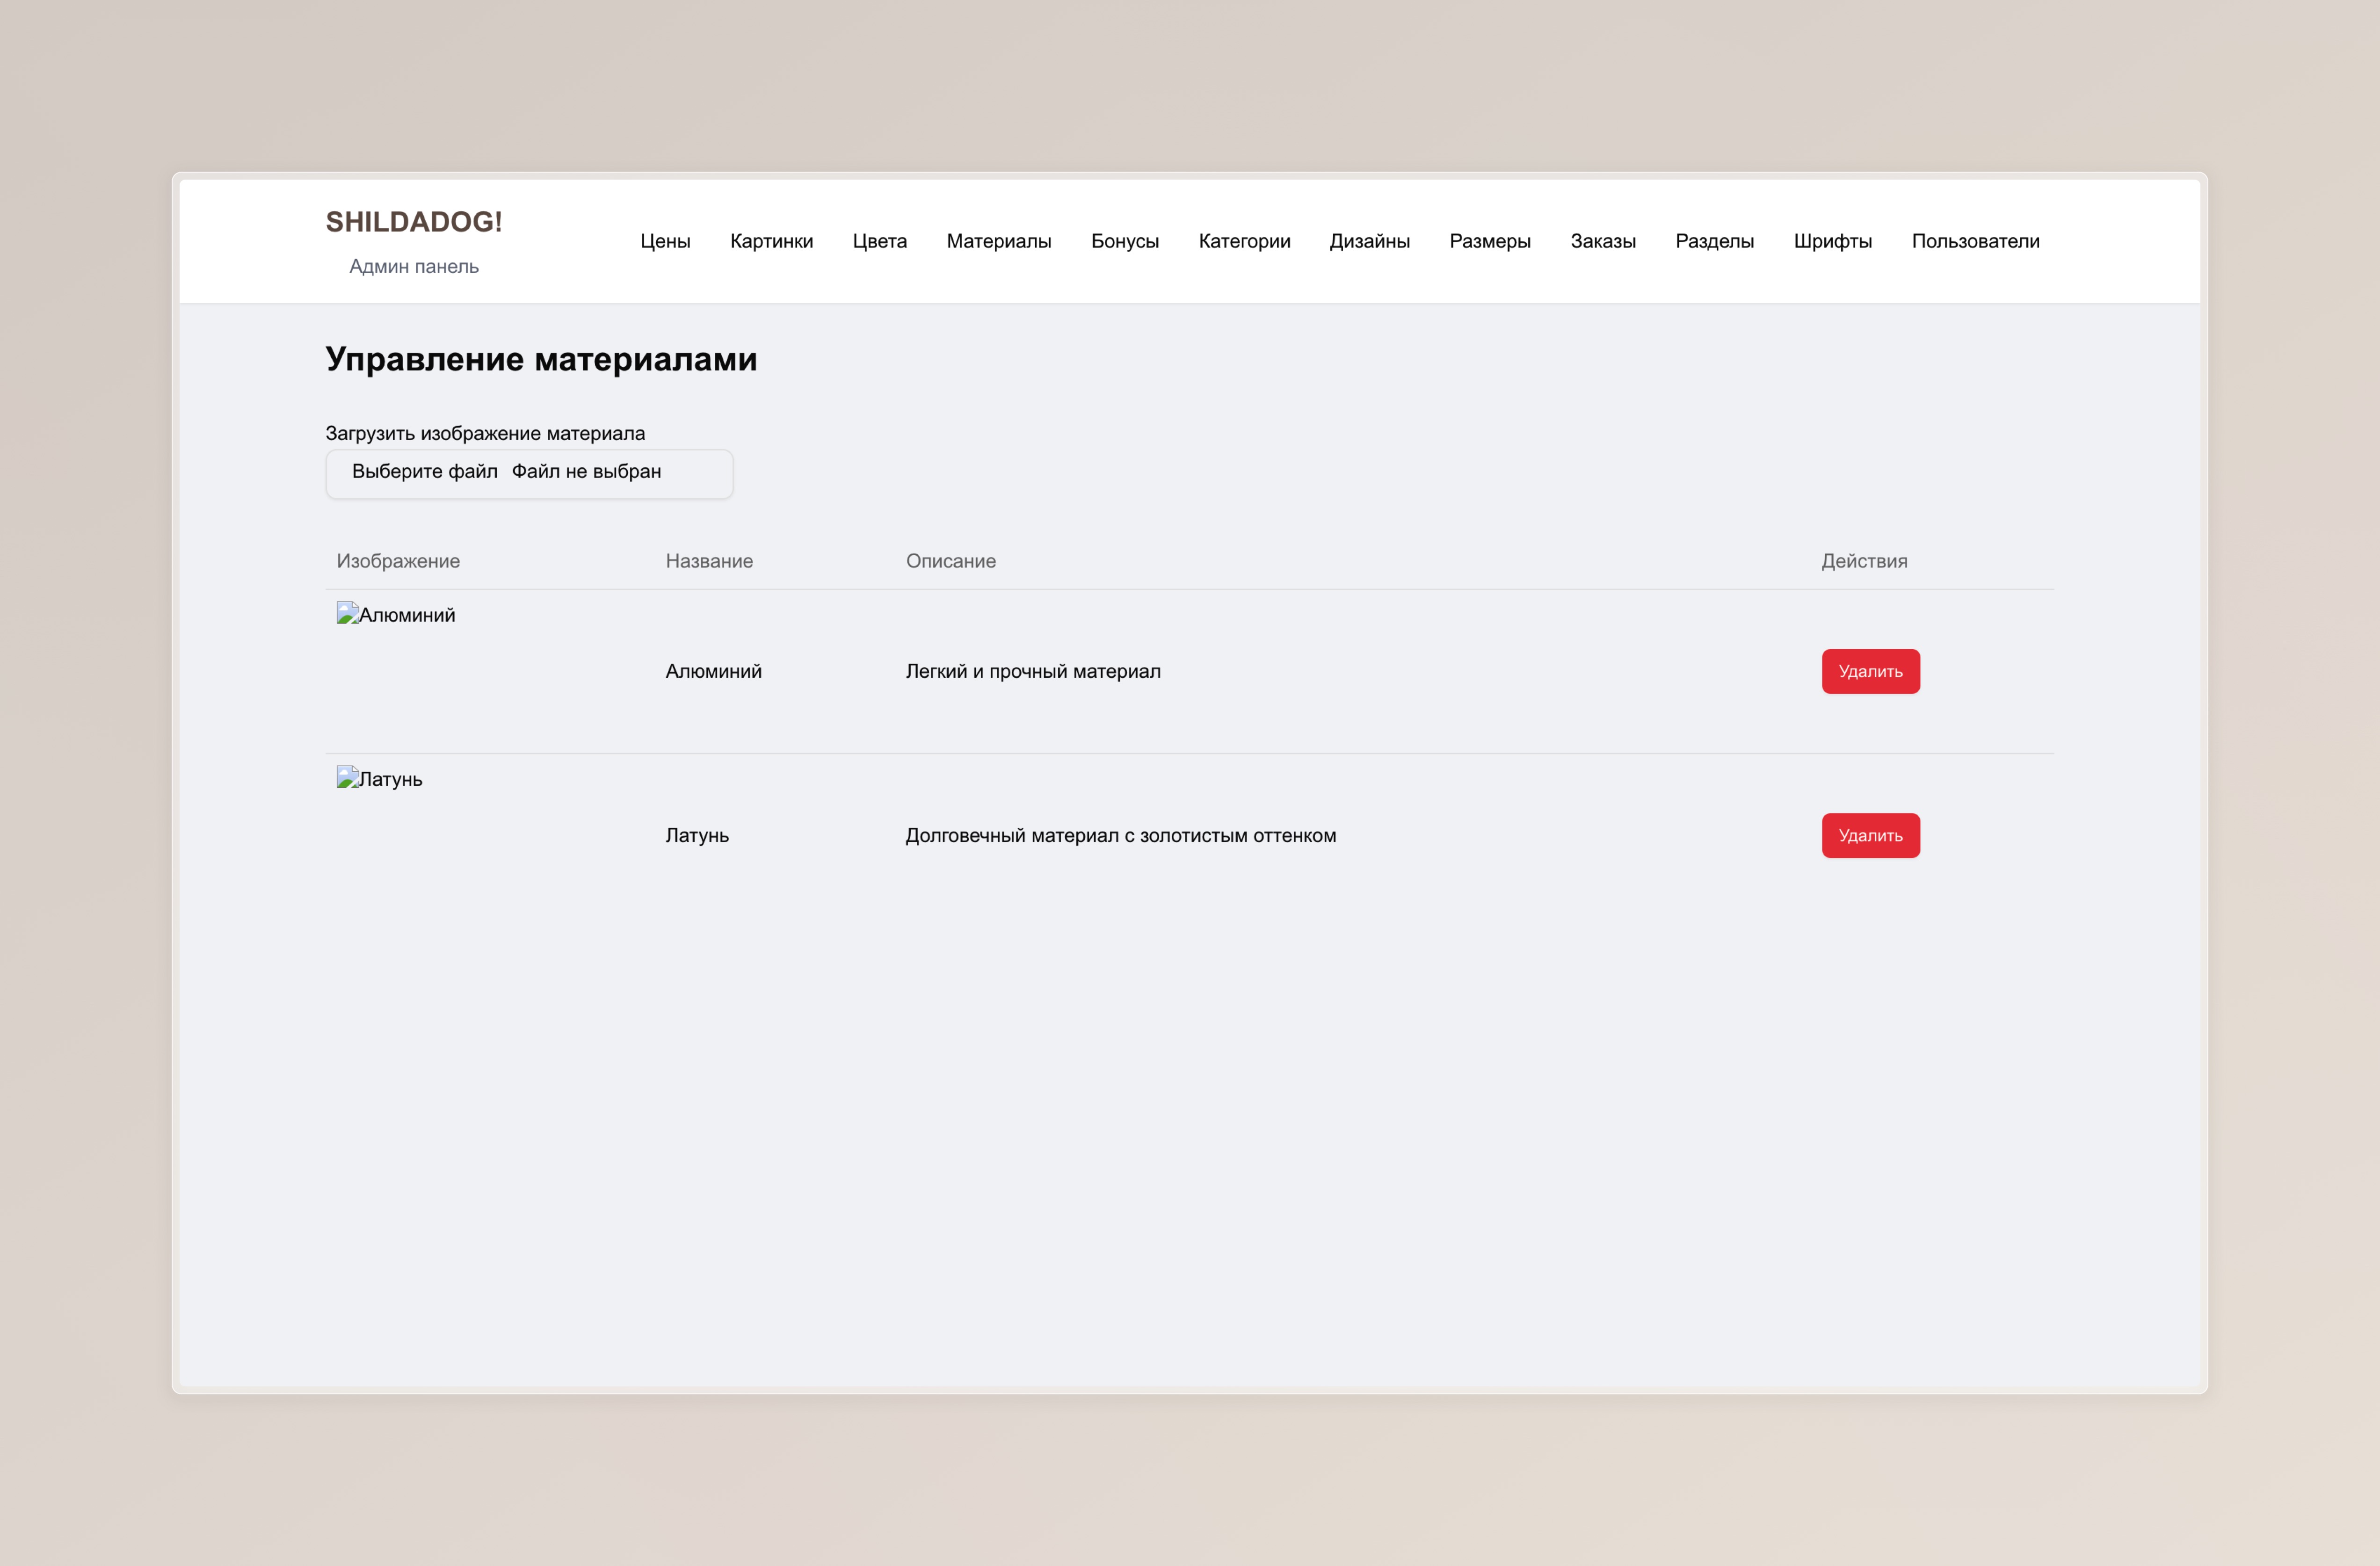 SHILDADOG!
Админ панель
Цены Картинки Цвета Материалы Бонусы Категории Дизайны Размеры Заказы Разделы Шрифты Пользователи
Управление материалами
Загрузить изображение материала
Выберите файл Файл не выбран
Изображение Название Описание Действия
Алюминий
Алюминий Легкий и прочный материал Удалить
Латунь
Латунь Долговечный материал с золотистым оттенком Удалить